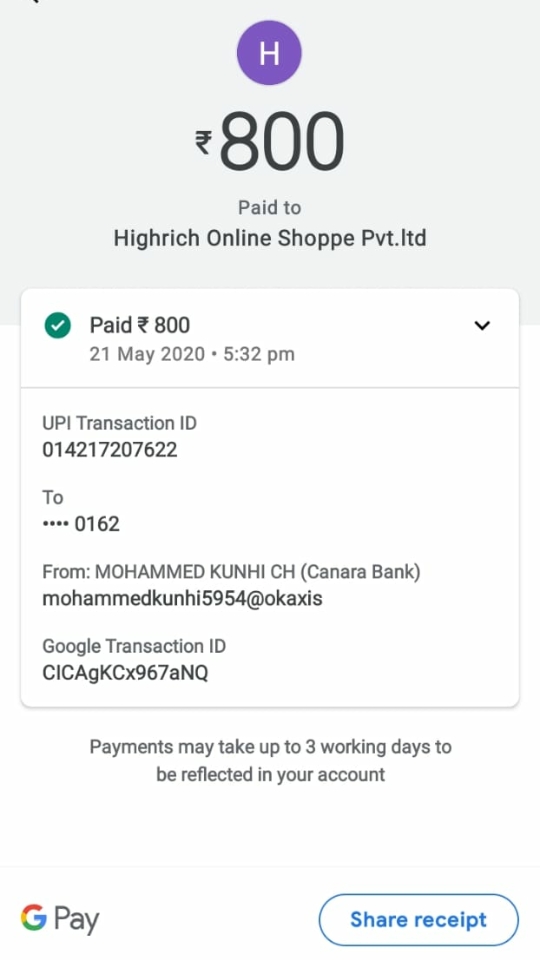 H
₹800
Paid to
Highrich Online Shoppe Pvt.ltd
Paid ₹ 800
21 May 2020 • 5:32 pm
UPI Transaction ID
014217207622
To
•••• 0162
From: MOHAMMED KUNHI CH (Canara Bank)
mohammedkunhi5954@okaxis
Google Transaction ID
CICAgKCx967aNQ
Payments may take up to 3 working days to
be reflected in your account
G Pay
Share receipt